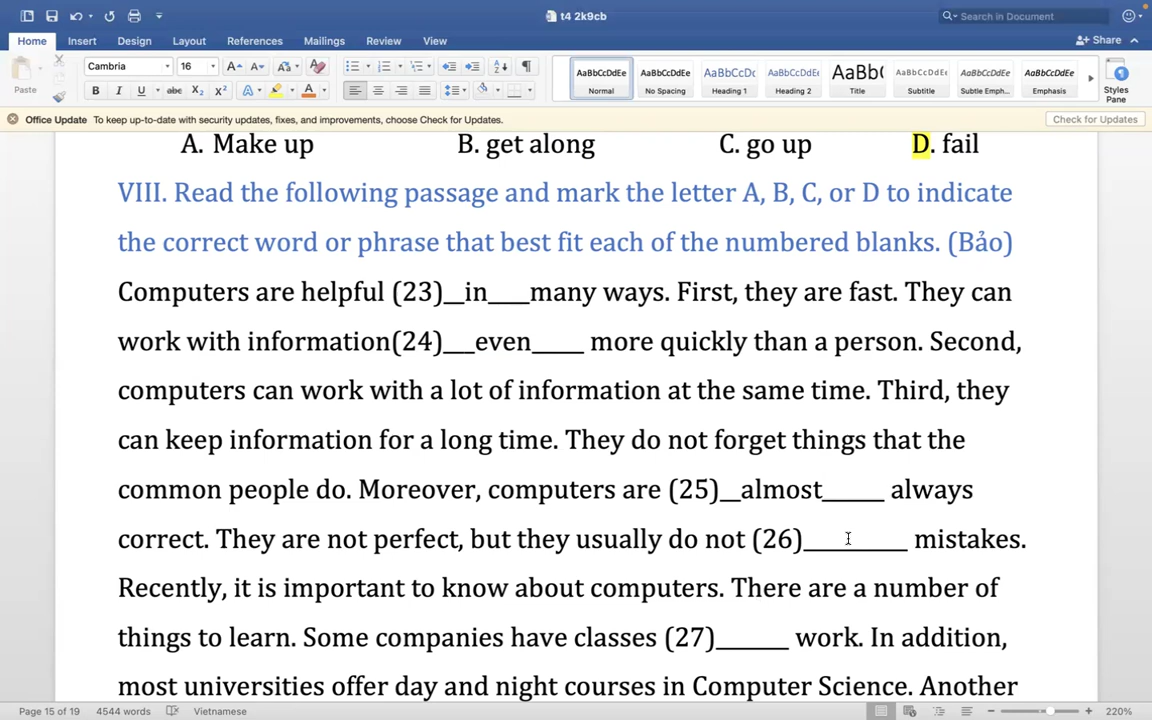 t4 2k9cb
Search in Document
Home Insert Design Layout References Mailings Review View
Share
Paste
Cambria 16
B I U abc X2 X2
AaBbCcDdEe AaBbCcDdEe AaBbCcDc AaBbCcDdEe AaBbC AaBbCcDdEe AaBbCcDdEe AaBbCcDdEe
Normal No Spacing Heading 1 Heading 2 Title Subtitle Subtle Emph... Emphasis
Styles Pane
Office Update To keep up-to-date with security updates, fixes, and improvements, choose Check for Updates. Check for Updates
A. Make up B. get along C. go up D. fail
VIII. Read the following passage and mark the letter A, B, C, or D to indicate
the correct word or phrase that best fit each of the numbered blanks. (Bảo)
Computers are helpful (23)__in____many ways. First, they are fast. They can
work with information(24)___even_____ more quickly than a person. Second,
computers can work with a lot of information at the same time. Third, they
can keep information for a long time. They do not forget things that the
common people do. Moreover, computers are (25)__almost______ always
correct. They are not perfect, but they usually do not (26)__________ mistakes.
Recently, it is important to know about computers. There are a number of
things to learn. Some companies have classes (27)_______ work. In addition,
most universities offer day and night courses in Computer Science. Another
Page 15 of 19 4544 words Vietnamese 220%